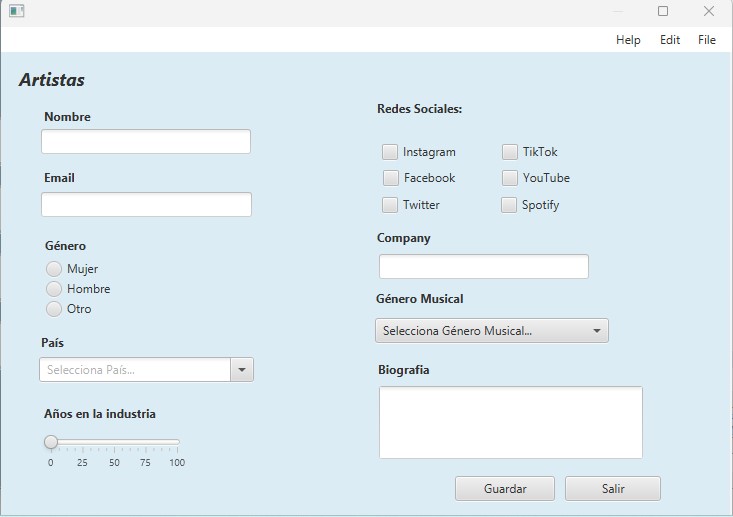 Help Edit File
Artistas
Nombre
Email
Género
Mujer
Hombre
Otro
País
Selecciona País...
Años en la industria
0 25 50 75 100
Redes Sociales:
Instagram TikTok
Facebook YouTube
Twitter Spotify
Company
Género Musical
Selecciona Género Musical...
Biografia
Guardar Salir